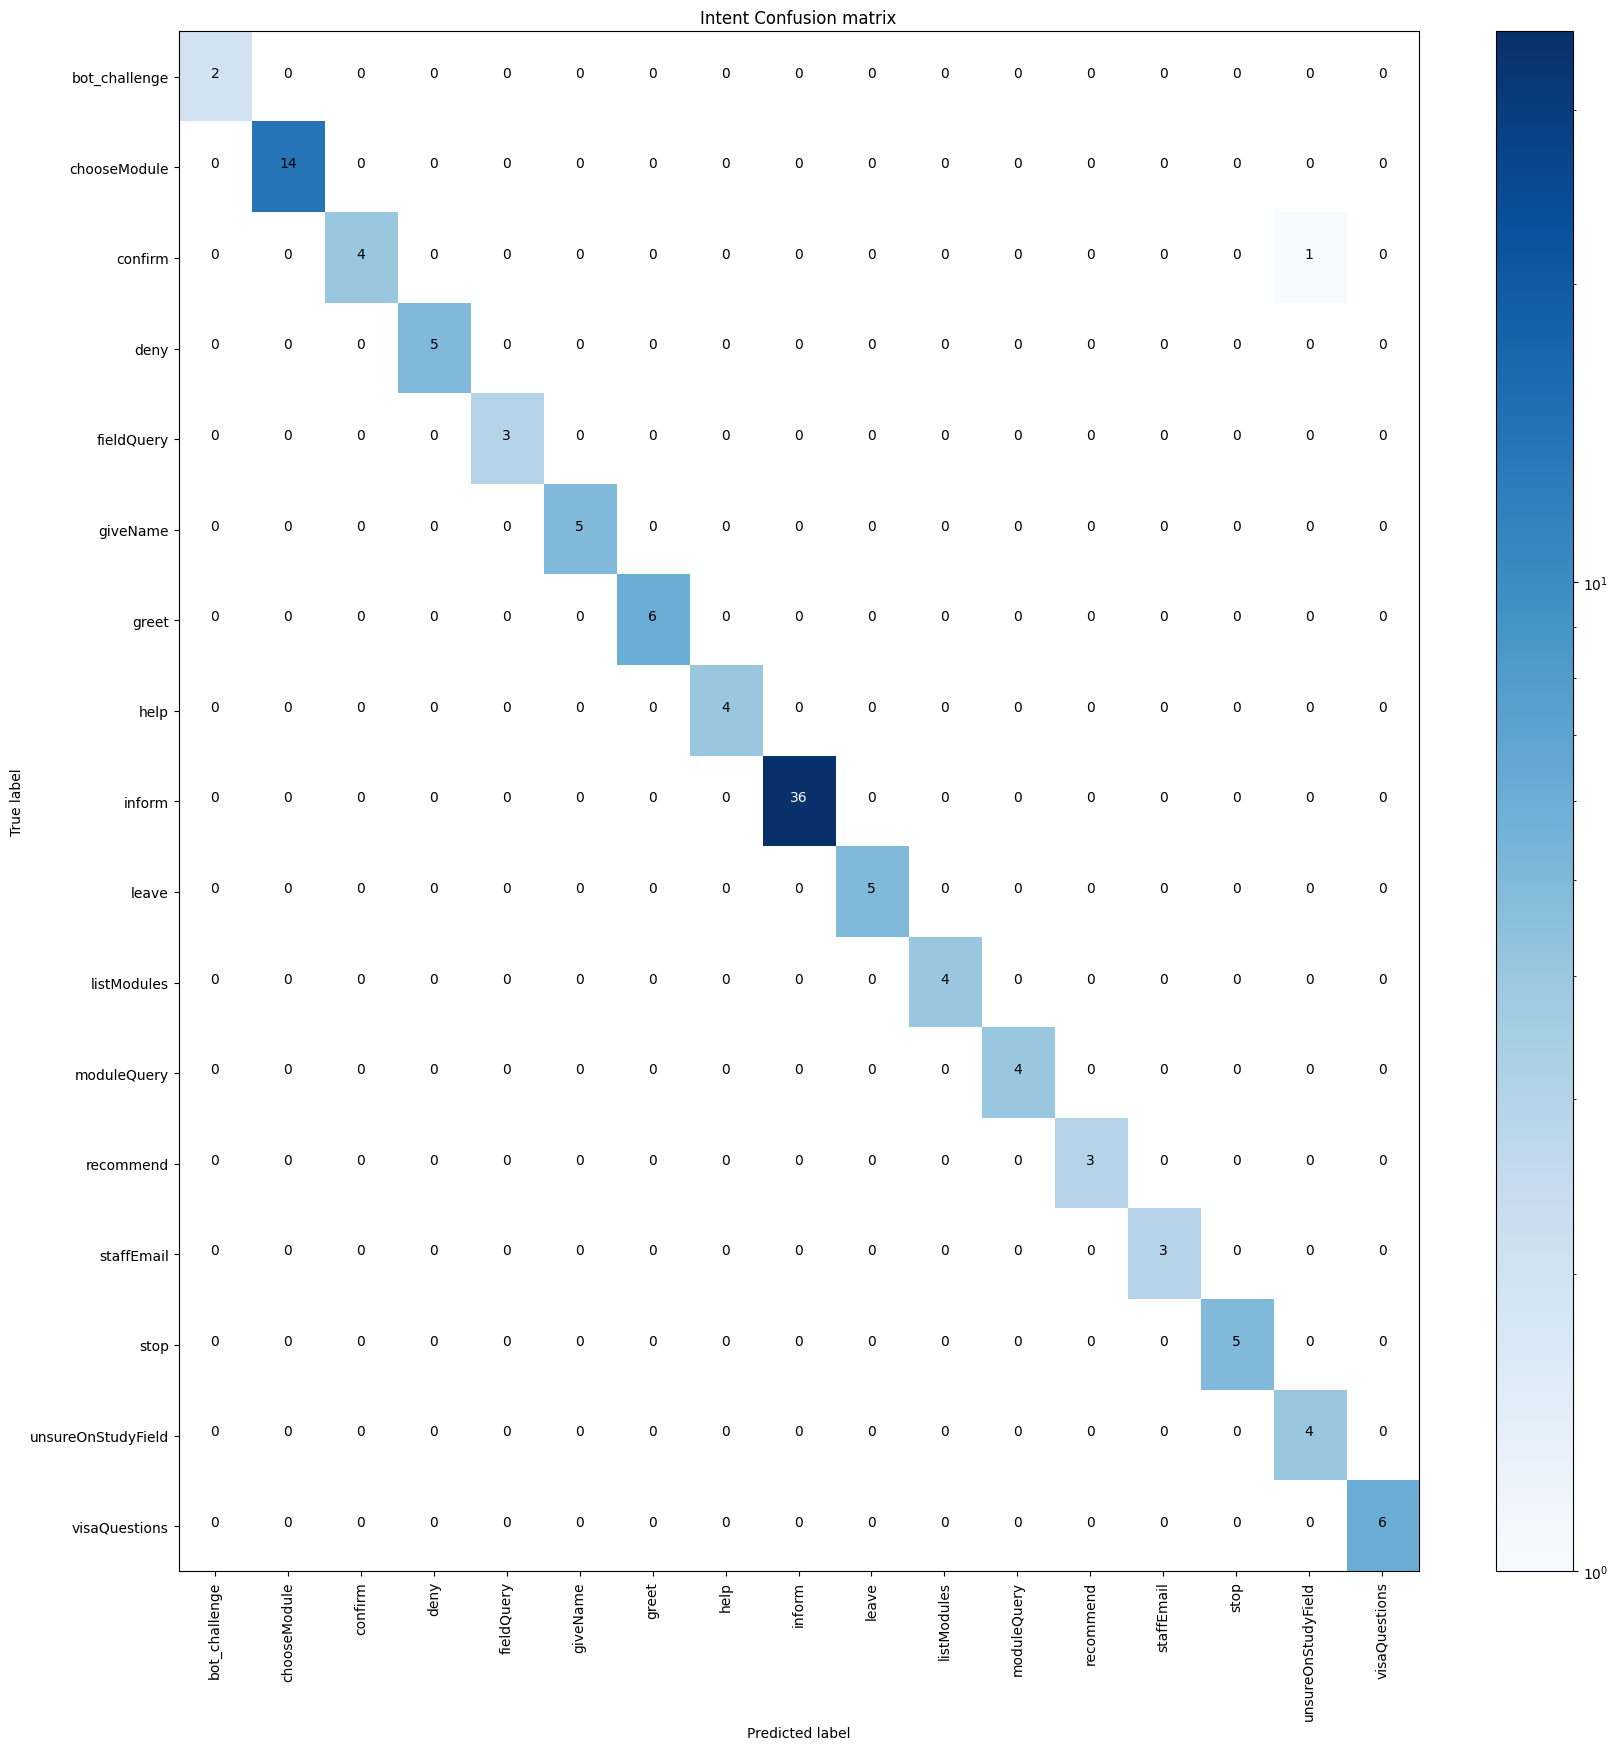 Intent Confusion matrix
bot_challenge 2 0 0 0 0 0 0 0 0 0 0 0 0 0 0 0 0
chooseModule 0 14 0 0 0 0 0 0 0 0 0 0 0 0 0 0 0
confirm 0 0 4 0 0 0 0 0 0 0 0 0 0 0 0 1 0
deny 0 0 0 5 0 0 0 0 0 0 0 0 0 0 0 0 0
fieldQuery 0 0 0 0 3 0 0 0 0 0 0 0 0 0 0 0 0
giveName 0 0 0 0 0 5 0 0 0 0 0 0 0 0 0 0 0
10¹
greet 0 0 0 0 0 0 6 0 0 0 0 0 0 0 0 0 0
help 0 0 0 0 0 0 0 4 0 0 0 0 0 0 0 0 0
True label
inform 0 0 0 0 0 0 0 0 36 0 0 0 0 0 0 0 0
leave 0 0 0 0 0 0 0 0 0 5 0 0 0 0 0 0 0
listModules 0 0 0 0 0 0 0 0 0 0 4 0 0 0 0 0 0
moduleQuery 0 0 0 0 0 0 0 0 0 0 0 4 0 0 0 0 0
recommend 0 0 0 0 0 0 0 0 0 0 0 0 3 0 0 0 0
staffEmail 0 0 0 0 0 0 0 0 0 0 0 0 0 3 0 0 0
stop 0 0 0 0 0 0 0 0 0 0 0 0 0 0 5 0 0
unsureOnStudyField 0 0 0 0 0 0 0 0 0 0 0 0 0 0 0 4 0
visaQuestions 0 0 0 0 0 0 0 0 0 0 0 0 0 0 0 0 6
10⁰
bot_challenge
chooseModule
confirm
deny
fieldQuery
giveName
greet
help
inform
leave
listModules
moduleQuery
recommend
staffEmail
stop
unsureOnStudyField
visaQuestions
Predicted label